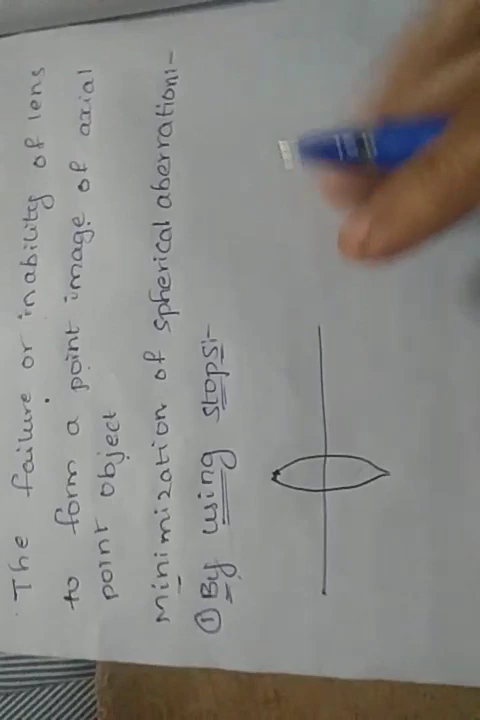 The failure or inability of lens
to form a point image of axial
point object
Minimization of spherical aberration:-
① By using stops:-